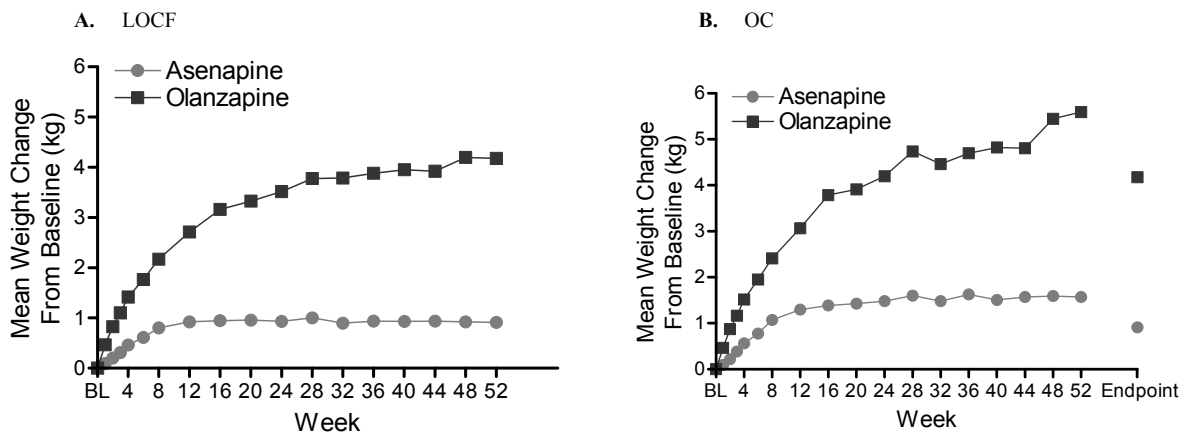 A. LOCF
Asenapine
Olanzapine
Mean Weight Change
From Baseline (kg)
6
5
4
3
2
1
0
BL 4 8 12 16 20 24 28 32 36 40 44 48 52
Week
B. OC
Asenapine
Olanzapine
Mean Weight Change
From Baseline (kg)
6
5
4
3
2
1
0
BL 4 8 12 16 20 24 28 32 36 40 44 48 52 Endpoint
Week